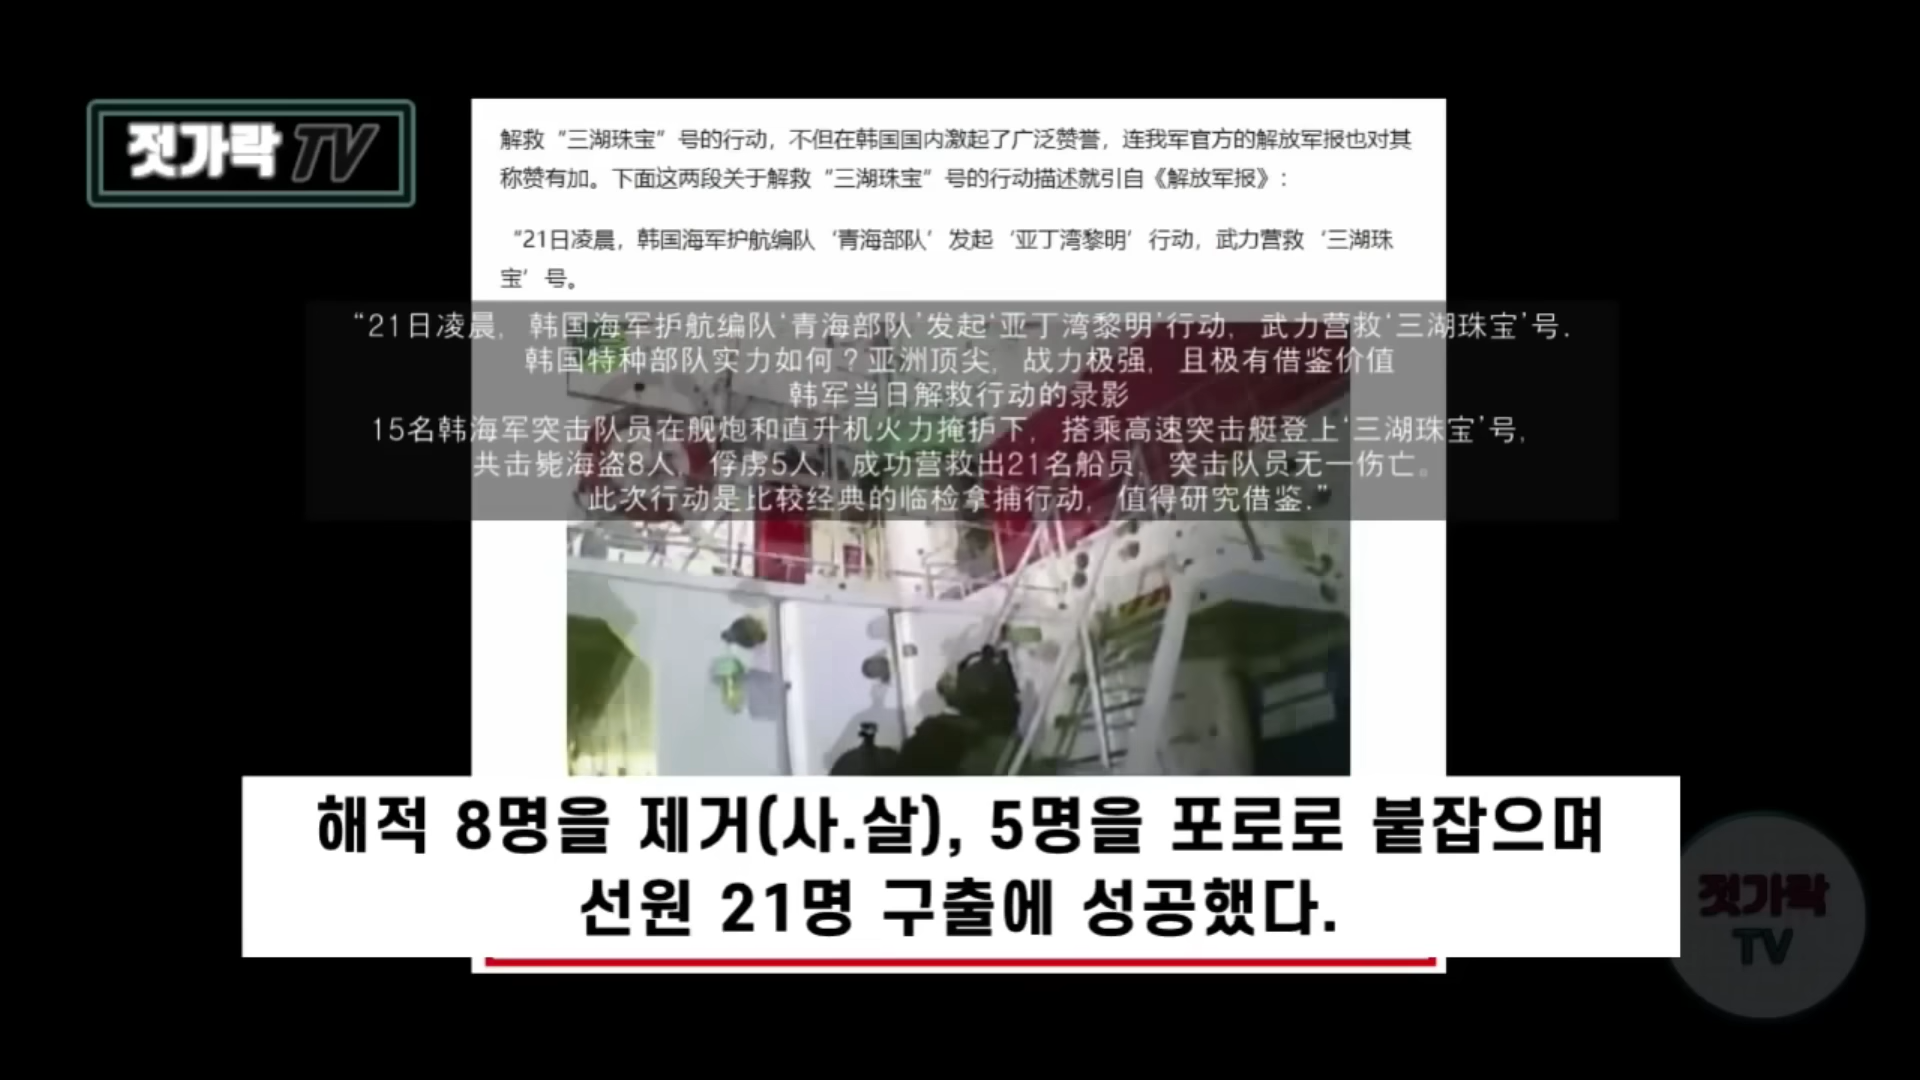 젓가락 TV
解救“三湖珠宝”号的行动，不但在韩国国内激起了广泛赞誉，连我军官方的解放军报也对其
称赞有加。下面这两段关于解救“三湖珠宝”号的行动描述就引自《解放军报》：
“21日凌晨，韩国海军护航编队‘青海部队’发起‘亚丁湾黎明’行动，武力营救‘三湖珠
宝’号。
“21日凌晨, 韩国海军护航编队‘青海部队’发起‘亚丁湾黎明’行动, 武力营救‘三湖珠宝’号.
韩国特种部队实力如何？亚洲顶尖, 战力极强, 且极有借鉴价值
韩军当日解救行动的录影
15名韩海军突击队员在舰炮和直升机火力掩护下, 搭乘高速突击艇登上‘三湖珠宝’号,
共击毙海盗8人, 俘虏5人, 成功营救出21名船员, 突击队员无一伤亡。
此次行动是比较经典的临检拿捕行动, 值得研究借鉴.”
해적 8명을 제거(사.살), 5명을 포로로 붙잡으며
선원 21명 구출에 성공했다.
젓가락
TV